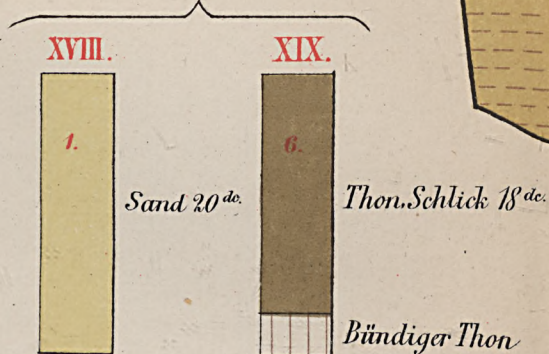 XVIII.
XIX.
1.
6.
Sand 20 dc.
Thon.Schlick 18 dc.
Bündiger Thon